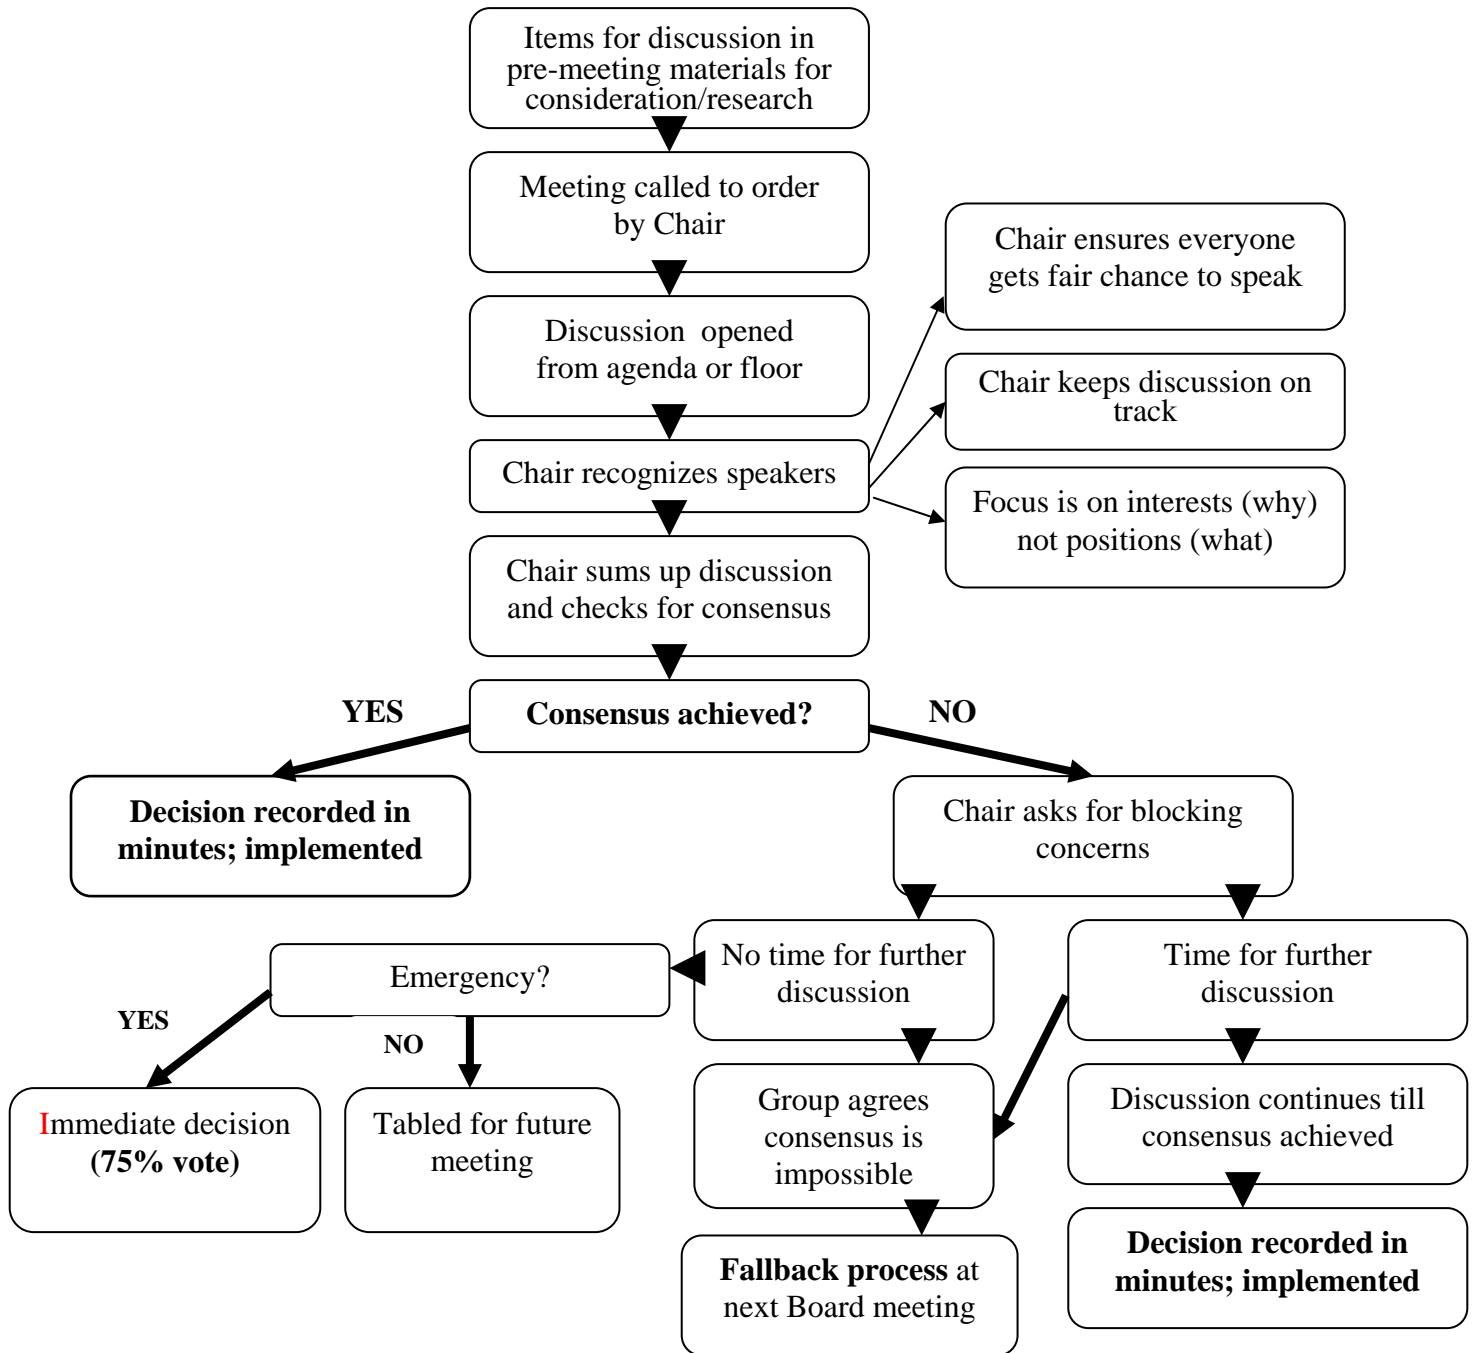 Items for discussion in
pre-meeting materials for
consideration/research
Meeting called to order
by Chair
Chair ensures everyone
gets fair chance to speak
Discussion opened
from agenda or floor
Chair keeps discussion on
track
Chair recognizes speakers
Focus is on interests (why)
not positions (what)
Chair sums up discussion
and checks for consensus
YES
Consensus achieved?
NO
Decision recorded in
minutes; implemented
Chair asks for blocking
concerns
Emergency?
No time for further
discussion
Time for further
discussion
YES
NO
Immediate decision
(75% vote)
Tabled for future
meeting
Group agrees
consensus is
impossible
Discussion continues till
consensus achieved
Fallback process at
next Board meeting
Decision recorded in
minutes; implemented